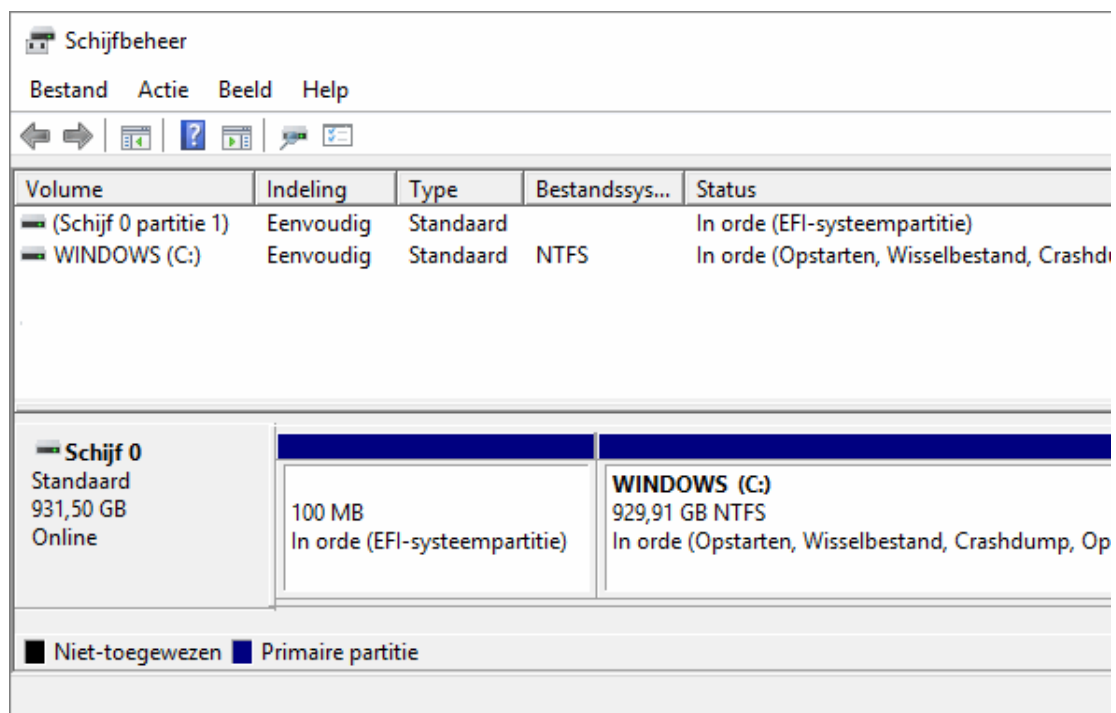 Schijfbeheer
Bestand Actie Beeld Help
Volume Indeling Type Bestandssys... Status
(Schijf 0 partitie 1) Eenvoudig Standaard In orde (EFI-systeempartitie)
WINDOWS (C:) Eenvoudig Standaard NTFS In orde (Opstarten, Wisselbestand, Crashdu
Schijf 0
Standaard
931,50 GB
Online
100 MB
In orde (EFI-systeempartitie)
WINDOWS (C:)
929,91 GB NTFS
In orde (Opstarten, Wisselbestand, Crashdump, Op
Niet-toegewezen Primaire partitie